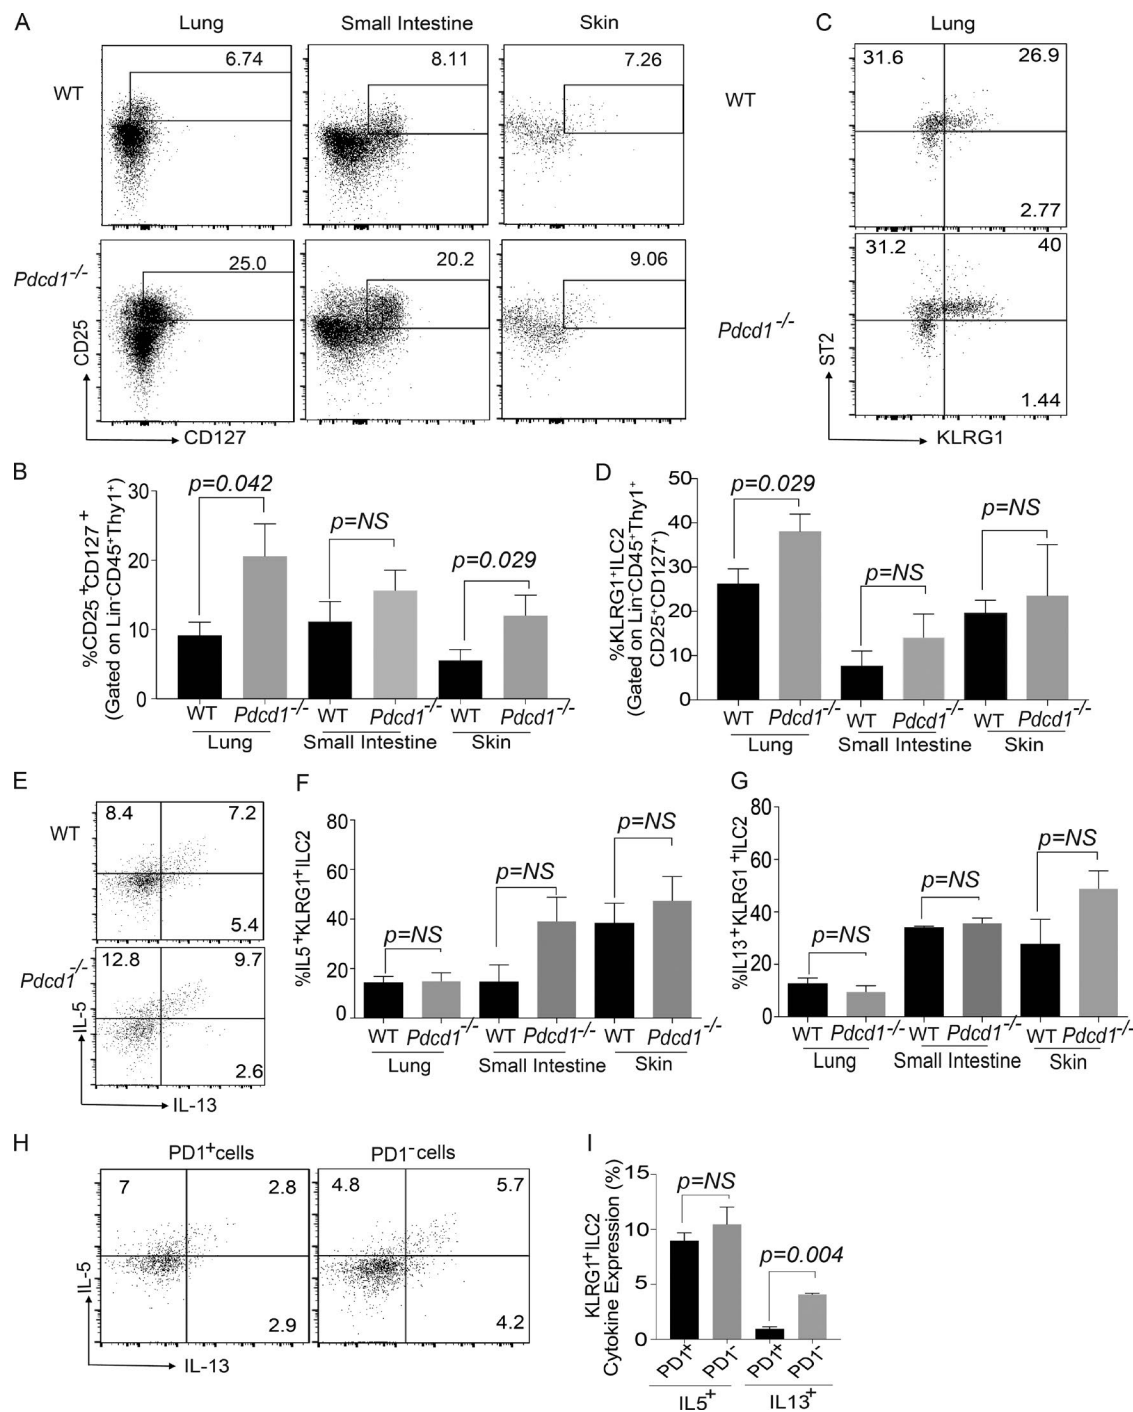 A
Lung
Small Intestine
Skin
WT
6.74
8.11
7.26
Pdcd1-/-
25.0
20.2
9.06
CD25
CD127
C
Lung
WT
31.6
26.9
2.77
Pdcd1-/-
31.2
40
1.44
ST2
KLRG1
B
%CD25+CD127+
(Gated on Lin-CD45+Thy1+)
30
20
10
0
p=0.042
p=NS
p=0.029
WT
Pdcd1-/-
WT
Pdcd1-/-
WT
Pdcd1-/-
Lung
Small Intestine
Skin
D
%KLRG1+ILC2
(Gated on Lin-CD45+Thy1+
CD25+CD127+)
50
40
30
20
10
0
p=0.029
p=NS
p=NS
WT
Pdcd1-/-
WT
Pdcd1-/-
WT
Pdcd1-/-
Lung
Small Intestine
Skin
E
WT
8.4
7.2
5.4
Pdcd1-/-
12.8
9.7
2.6
IL-5
IL-13
F
%IL5+KLRG1+ILC2
80
60
40
20
0
p=NS
p=NS
p=NS
WT
Pdcd1-/-
WT
Pdcd1-/-
WT
Pdcd1-/-
Lung
Small Intestine
Skin
G
%IL13+KLRG1+ILC2
80
60
40
20
0
p=NS
p=NS
p=NS
WT
Pdcd1-/-
WT
Pdcd1-/-
WT
Pdcd1-/-
Lung
Small Intestine
Skin
H
PD1+cells
PD1-cells
7
2.8
2.9
4.8
5.7
4.2
IL-5
IL-13
I
KLRG1+ILC2
Cytokine Expression (%)
15
10
5
0
p=NS
p=0.004
PD1+
PD1-
PD1+
PD1-
IL5+
IL13+